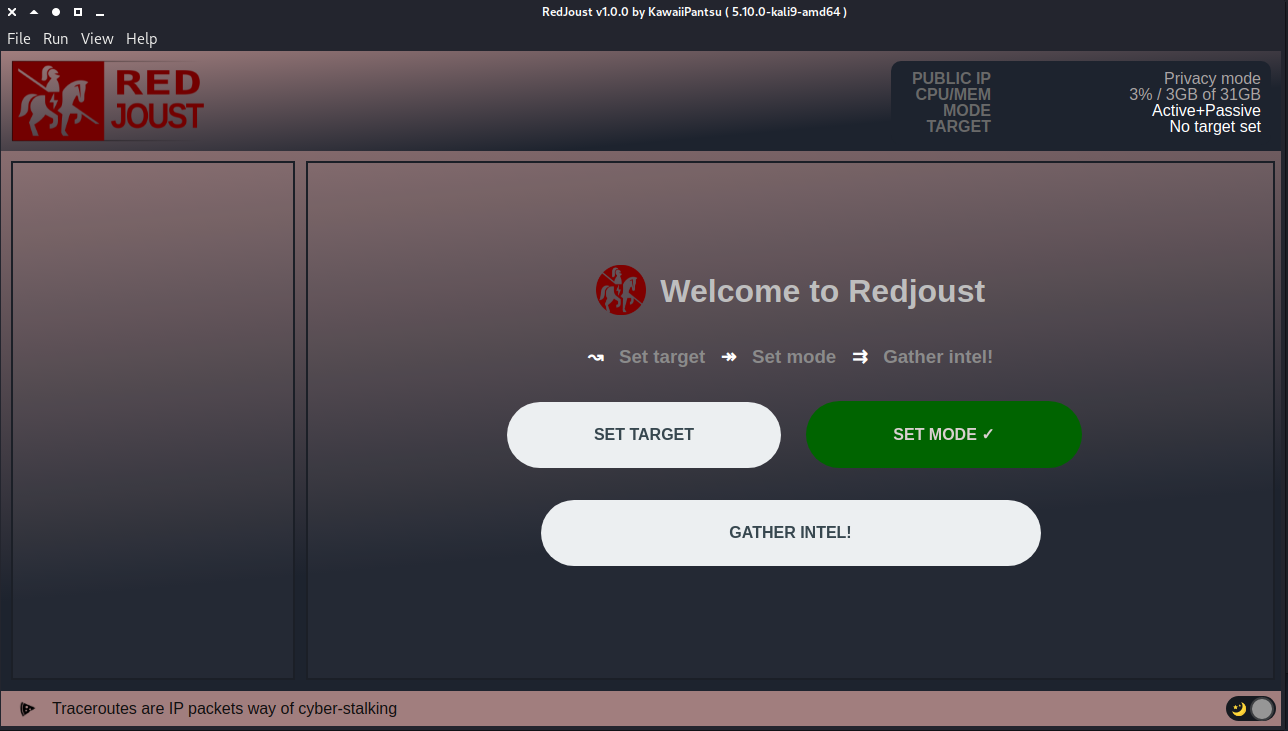 RedJoust v1.0.0 by KawaiiPantsu ( 5.10.0-kali9-amd64 )
File Run View Help
RED
JOUST
PUBLIC IP Privacy mode
CPU/MEM 3% / 3GB of 31GB
MODE Active+Passive
TARGET No target set
Welcome to Redjoust
↝ Set target ↠ Set mode ⇉ Gather intel!
SET TARGET SET MODE ✓
GATHER INTEL!
Traceroutes are IP packets way of cyber-stalking